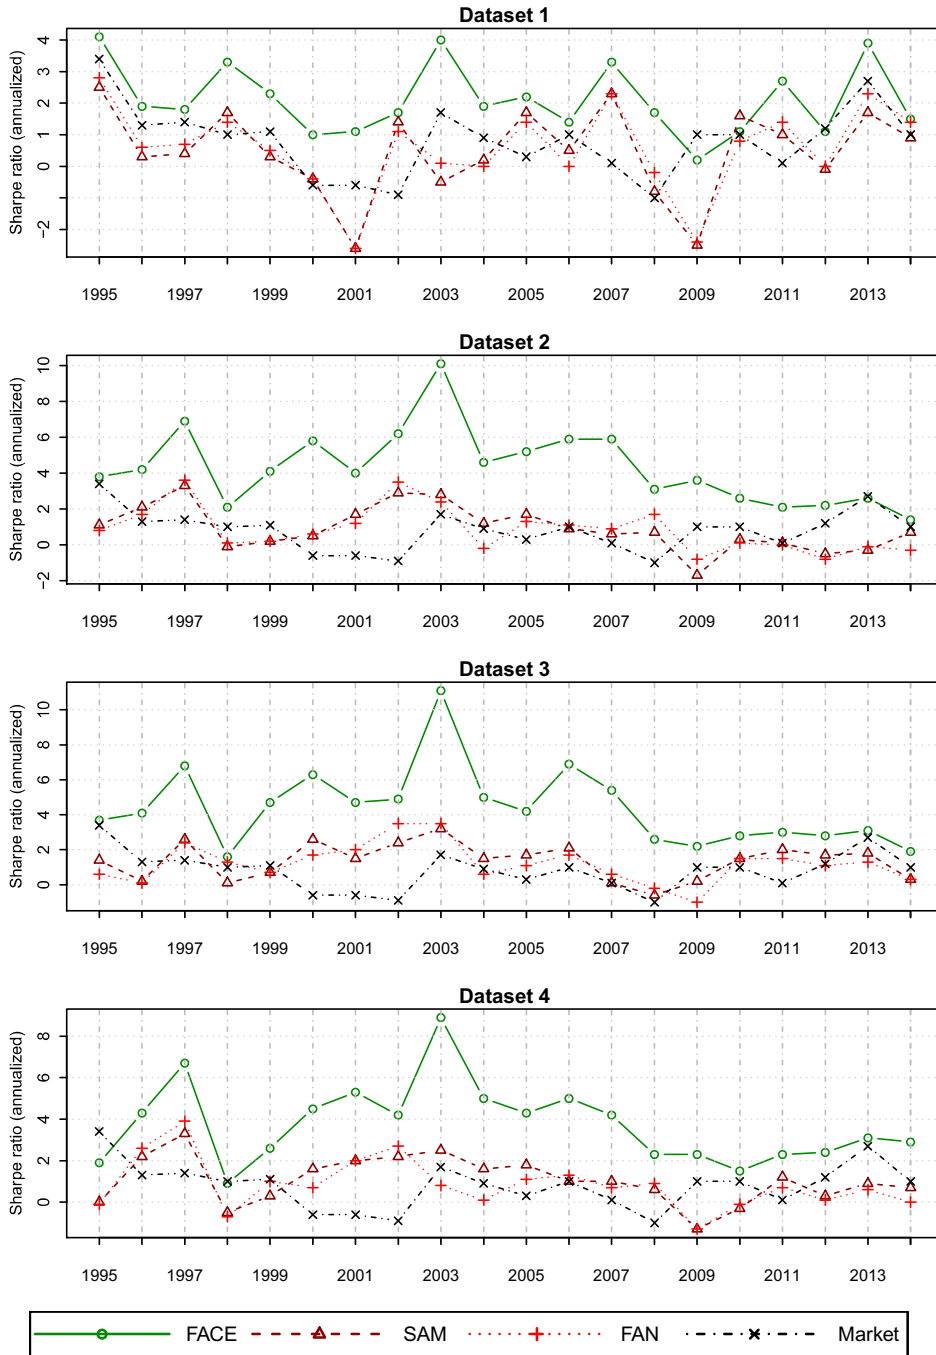 Dataset 1
Sharpe ratio (annualized)
4
3
2
1
0
−2
1995 1997 1999 2001 2003 2005 2007 2009 2011 2013
Dataset 2
Sharpe ratio (annualized)
10
8
6
4
2
0
−2
1995 1997 1999 2001 2003 2005 2007 2009 2011 2013
Dataset 3
Sharpe ratio (annualized)
10
8
6
4
2
0
1995 1997 1999 2001 2003 2005 2007 2009 2011 2013
Dataset 4
Sharpe ratio (annualized)
8
6
4
2
0
1995 1997 1999 2001 2003 2005 2007 2009 2011 2013
FACE SAM FAN Market